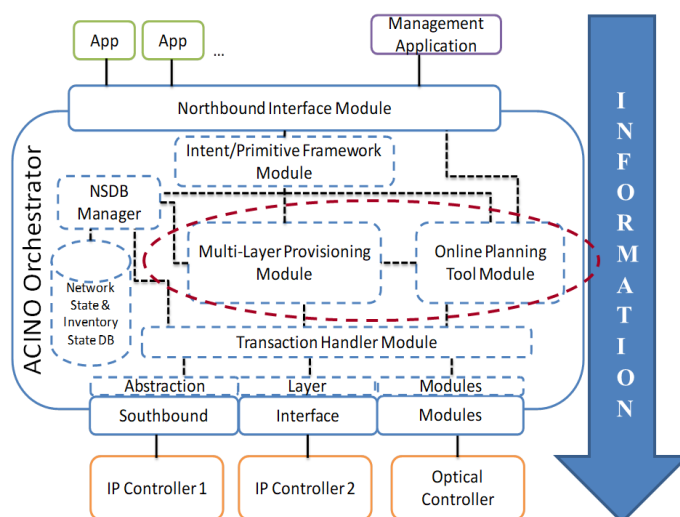 App
App
...
Management
Application
Northbound Interface Module
Intent/Primitive Framework
Module
NSDB
Manager
Multi-Layer Provisioning
Module
Online Planning
Tool Module
Network
State &
Inventory
State DB
Transaction Handler Module
Abstraction Layer Modules
Southbound Interface Modules
IP Controller 1
IP Controller 2
Optical
Controller
ACINO Orchestrator
INFORMATION